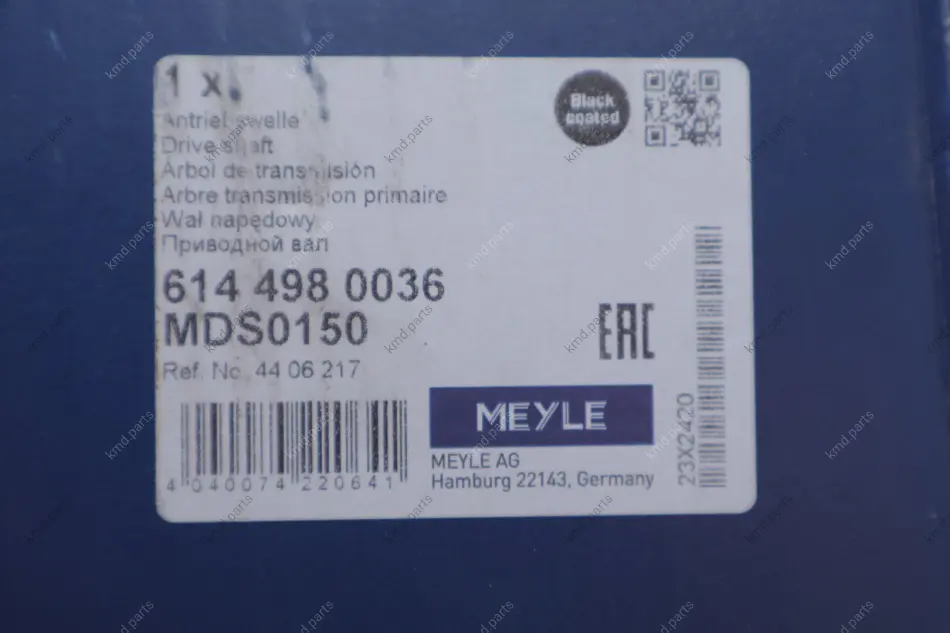 1 x
Antriebswelle
Drive shaft
Árbol de transmisión
Arbre transmission primaire
Wał napędowy
Приводной вал
614 498 0036
MDS0150
Ref. No. 44 06 217
4 040074 220641
Black
coated
EAC
MEYLE
MEYLE AG
Hamburg 22143, Germany
23X2420
kmd.parts